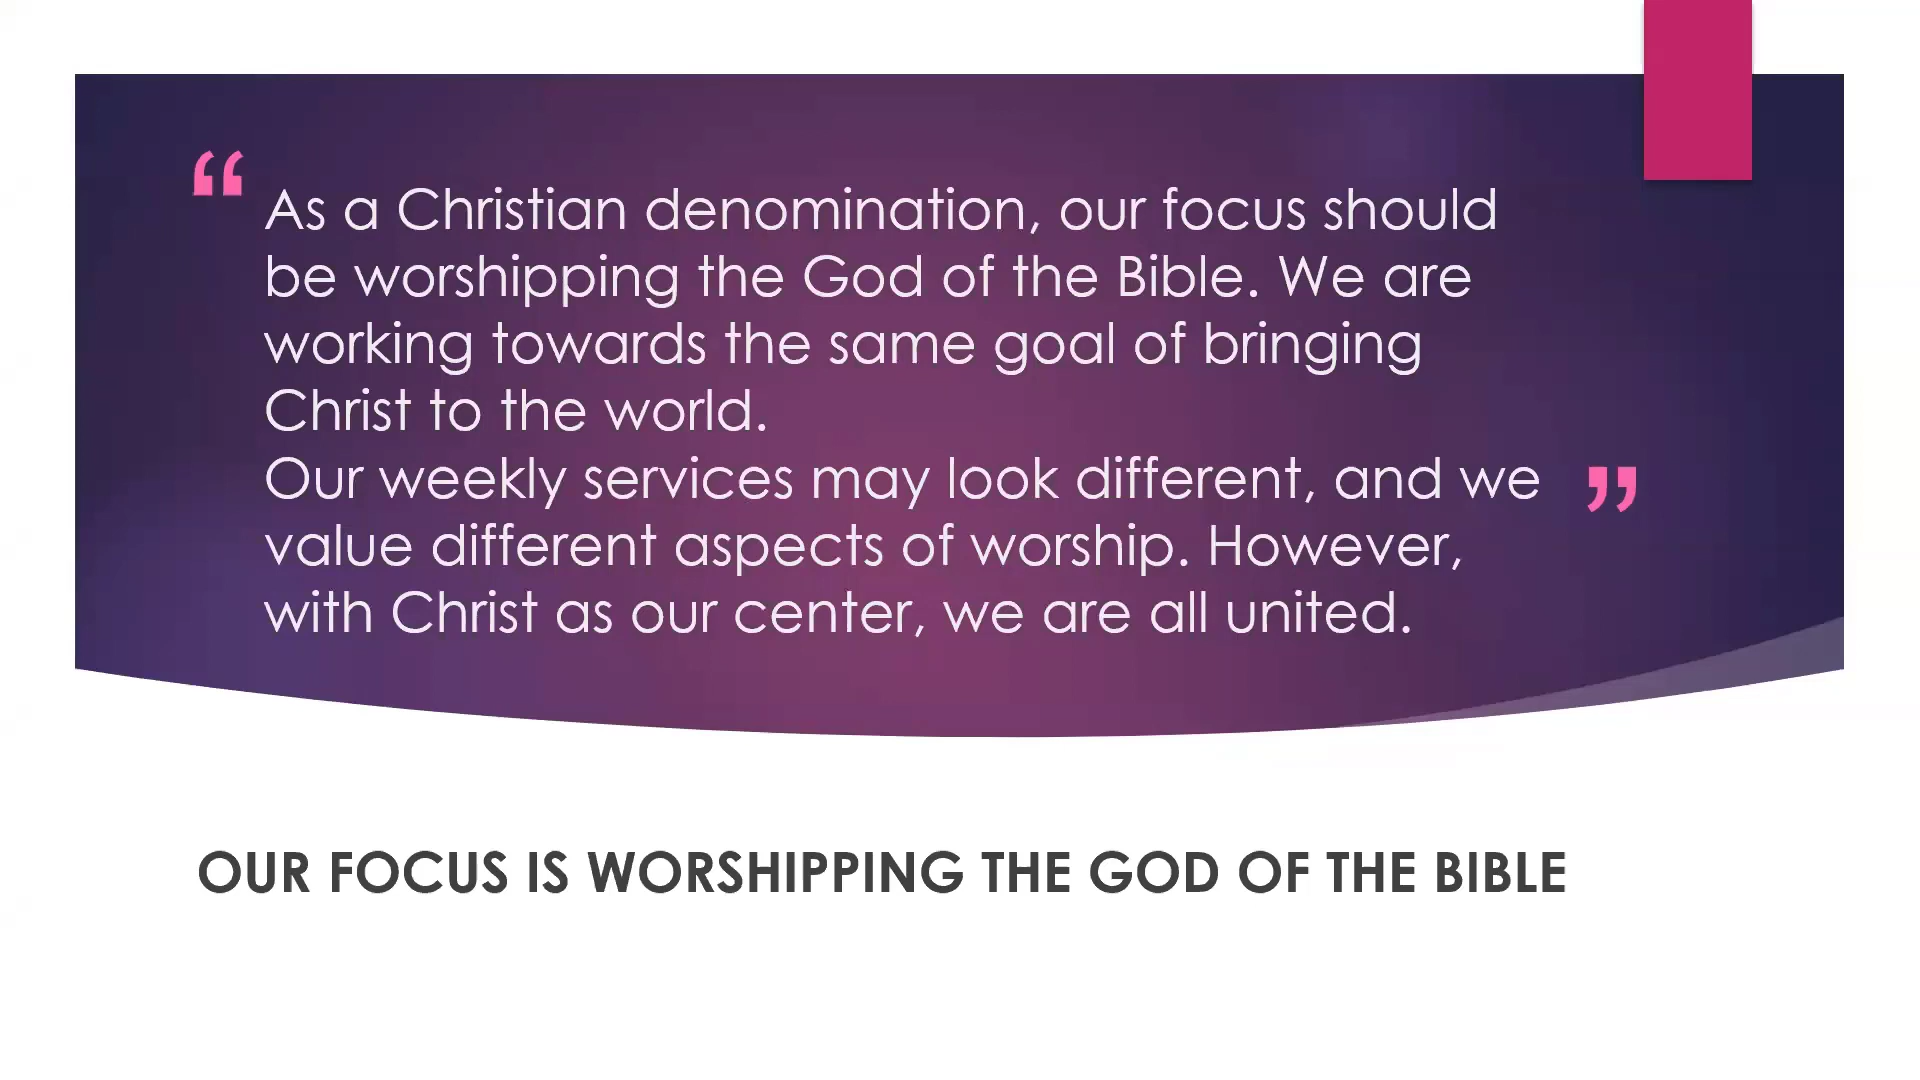 “ As a Christian denomination, our focus should
be worshipping the God of the Bible. We are
working towards the same goal of bringing
Christ to the world.
Our weekly services may look different, and we ”
value different aspects of worship. However,
with Christ as our center, we are all united.
OUR FOCUS IS WORSHIPPING THE GOD OF THE BIBLE